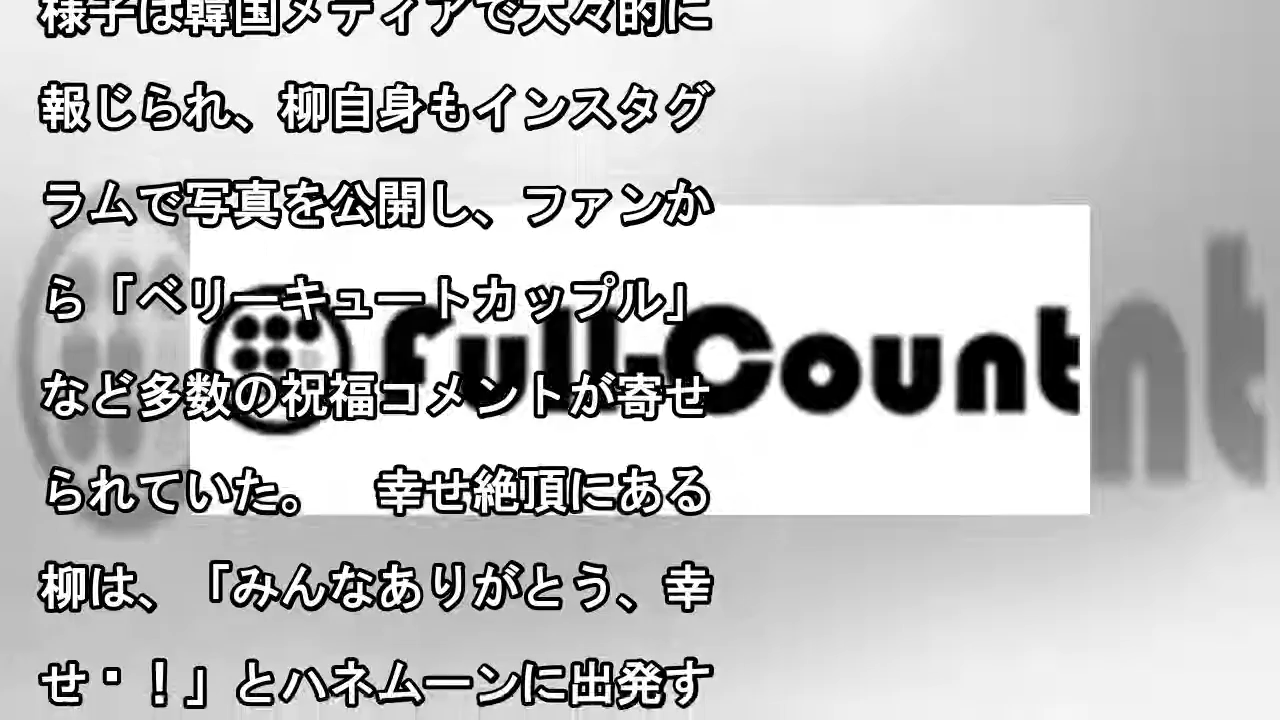 様子は韓国メディアで大々的に
報じられ、柳自身もインスタグ
ラムで写真を公開し、ファンか
ら「ベリーキュートカップル」
Full-Count
など多数の祝福コメントが寄せ
られていた。　幸せ絶頂にある
柳は、「みんなありがとう、幸
せ・！」とハネムーンに出発す